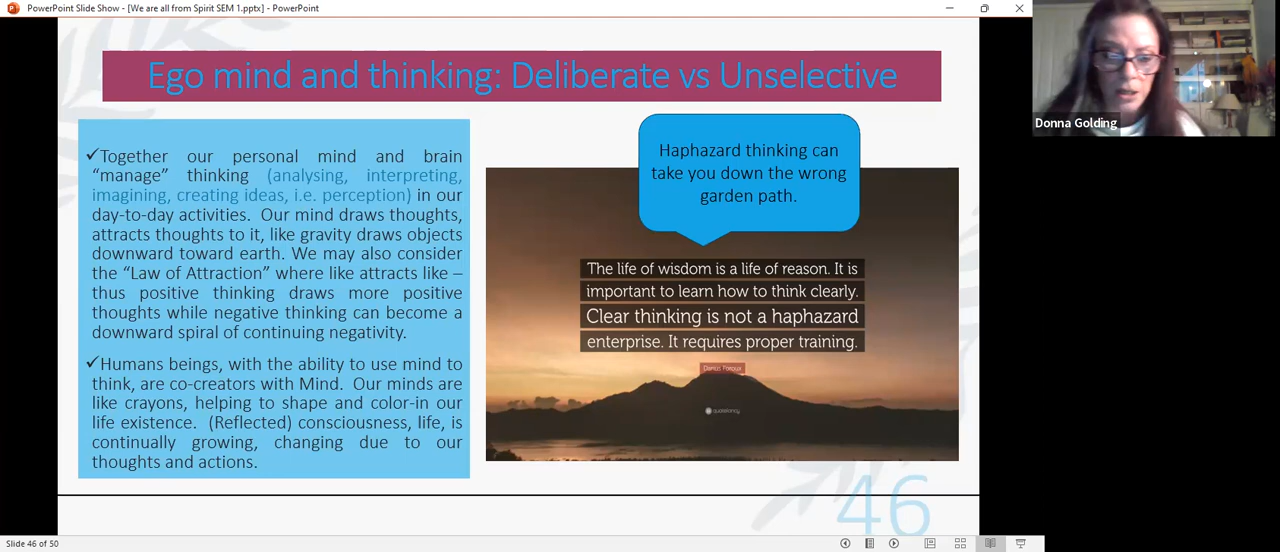 PowerPoint Slide Show - [We are all from Spirit SEM 1.pptx] - PowerPoint
Donna Golding
Ego mind and thinking: Deliberate vs Unselective
✓Together our personal mind and brain
“manage” thinking (analysing, interpreting,
imagining, creating ideas, i.e. perception) in our
day-to-day activities. Our mind draws thoughts,
attracts thoughts to it, like gravity draws objects
downward toward earth. We may also consider
the “Law of Attraction” where like attracts like –
thus positive thinking draws more positive
thoughts while negative thinking can become a
downward spiral of continuing negativity.
✓Humans beings, with the ability to use mind to
think, are co-creators with Mind. Our minds are
like crayons, helping to shape and color-in our
life existence. (Reflected) consciousness, life, is
continually growing, changing due to our
thoughts and actions.
Haphazard thinking can
take you down the wrong
garden path.
The life of wisdom is a life of reason. It is
important to learn how to think clearly.
Clear thinking is not a haphazard
enterprise. It requires proper training.
Darius Foroux
quotefancy
46
Slide 46 of 50